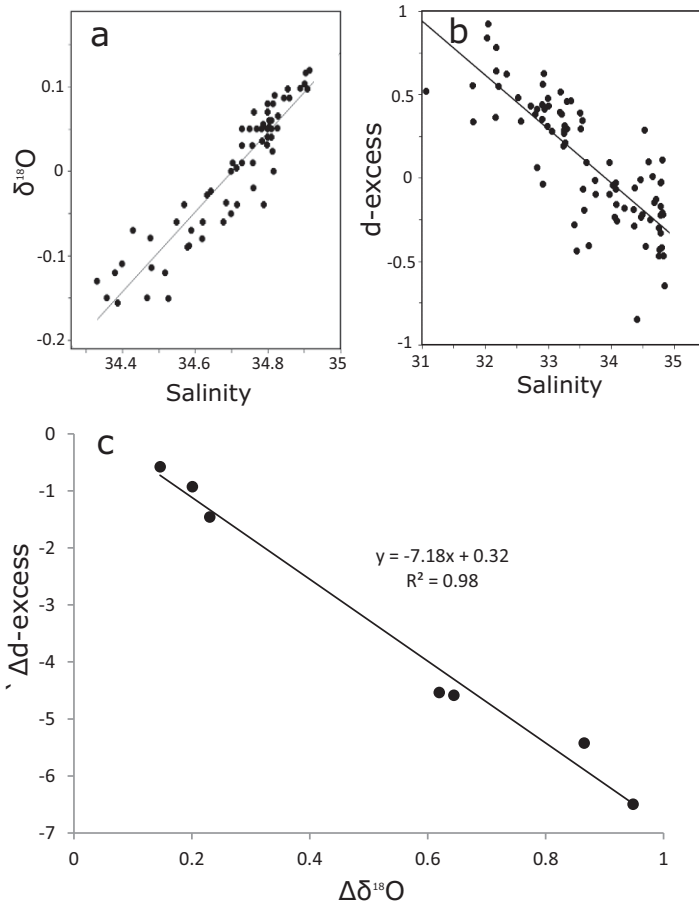 a
δ¹⁸O
0.1
0
-0.1
-0.2
34.4
34.6
34.8
35
Salinity
b
d-excess
1
0.5
0
-0.5
-1
31
32
33
34
35
Salinity
c
` Δd-excess
0
-1
-2
-3
-4
-5
-6
-7
y = -7.18x + 0.32
R² = 0.98
0
0.2
0.4
0.6
0.8
1
Δδ¹⁸O